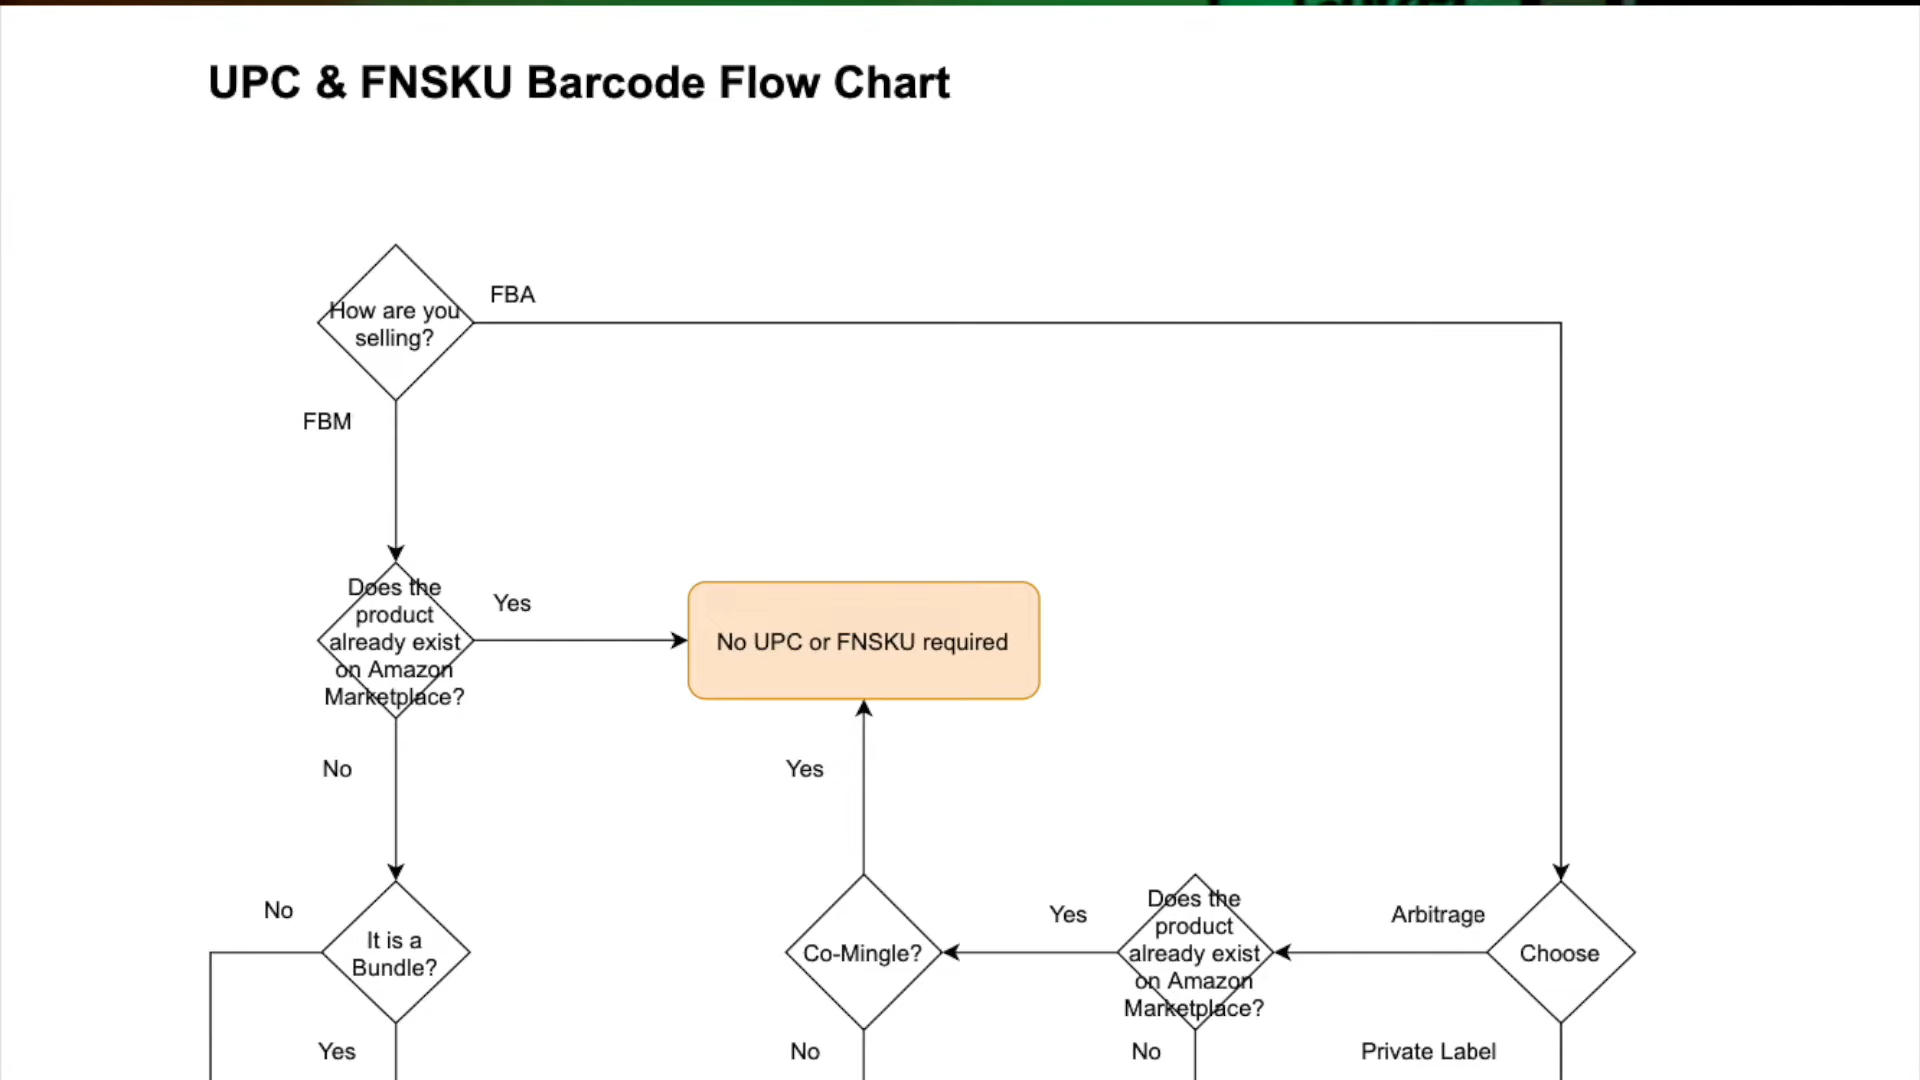 UPC & FNSKU Barcode Flow Chart
How are you
selling?
FBA
FBM
Does the
product
already exist
on Amazon
Marketplace?
Yes
No UPC or FNSKU required
No
Yes
No
It is a
Bundle?
Yes
Co-Mingle?
No
Yes
Does the
product
already exist
on Amazon
Marketplace?
No
Arbitrage
Choose
Private Label